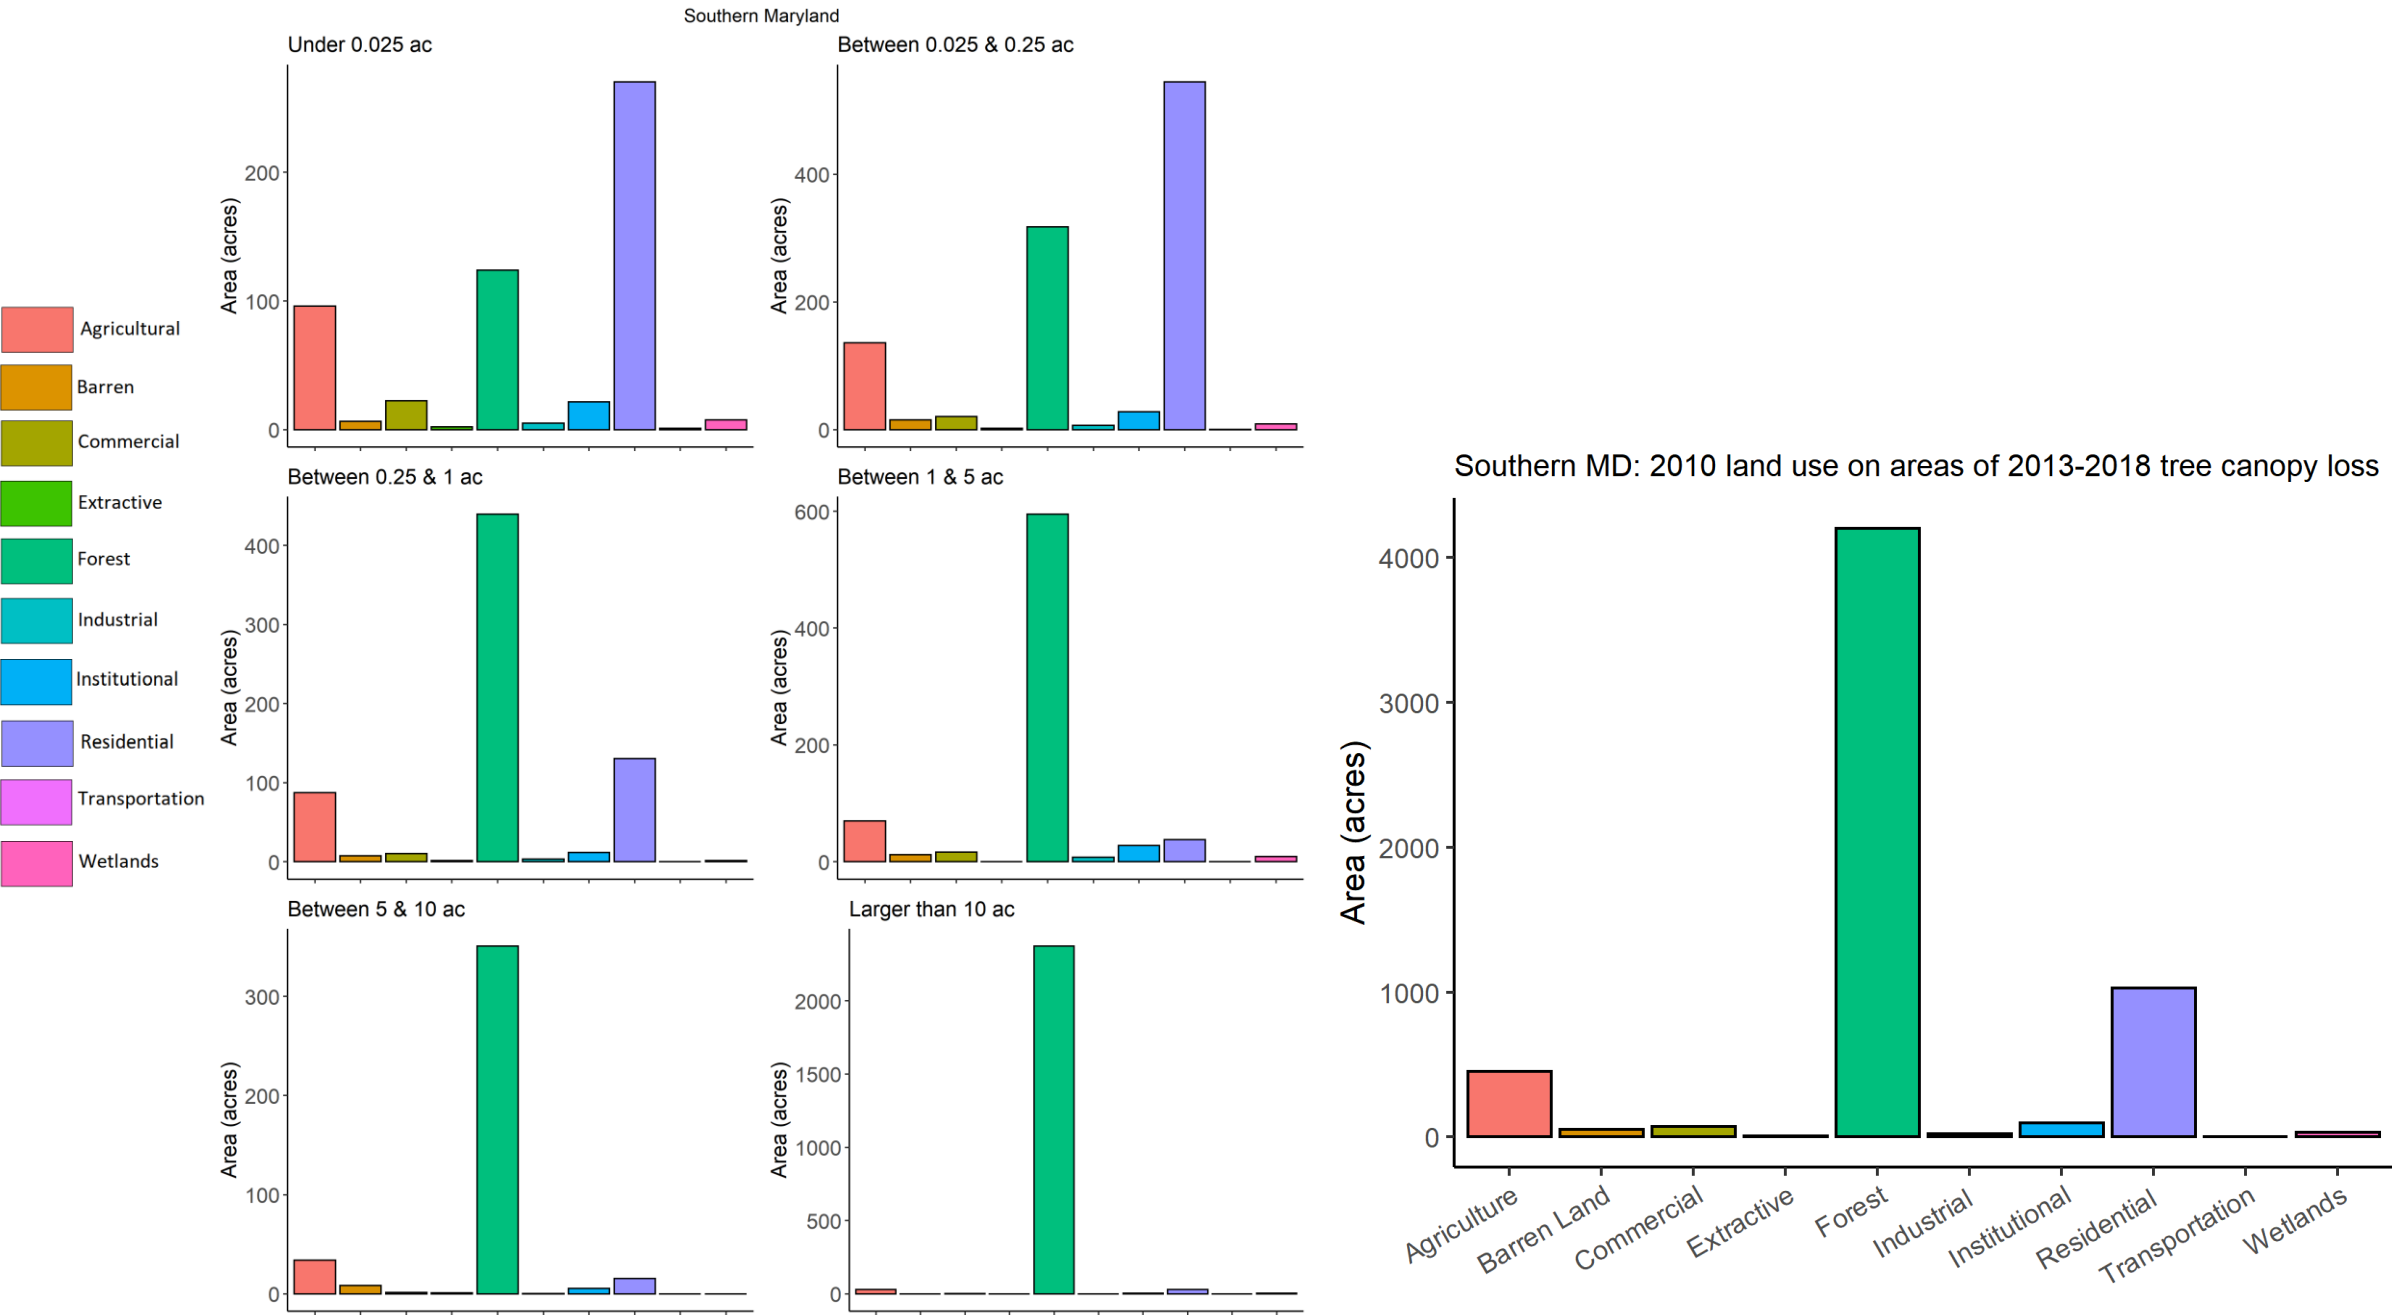 Southern Maryland
Agricultural
Barren
Commercial
Extractive
Forest
Industrial
Institutional
Residential
Transportation
Wetlands
Under 0.025 ac
Area (acres)
200
100
0
Between 0.025 & 0.25 ac
Area (acres)
400
200
0
Between 0.25 & 1 ac
Area (acres)
400
300
200
100
0
Between 1 & 5 ac
Area (acres)
600
400
200
0
Between 5 & 10 ac
Area (acres)
300
200
100
0
Larger than 10 ac
Area (acres)
2000
1500
1000
500
0
Southern MD: 2010 land use on areas of 2013-2018 tree canopy loss
Area (acres)
4000
3000
2000
1000
0
Agriculture
Barren Land
Commercial
Extractive
Forest
Industrial
Institutional
Residential
Transportation
Wetlands